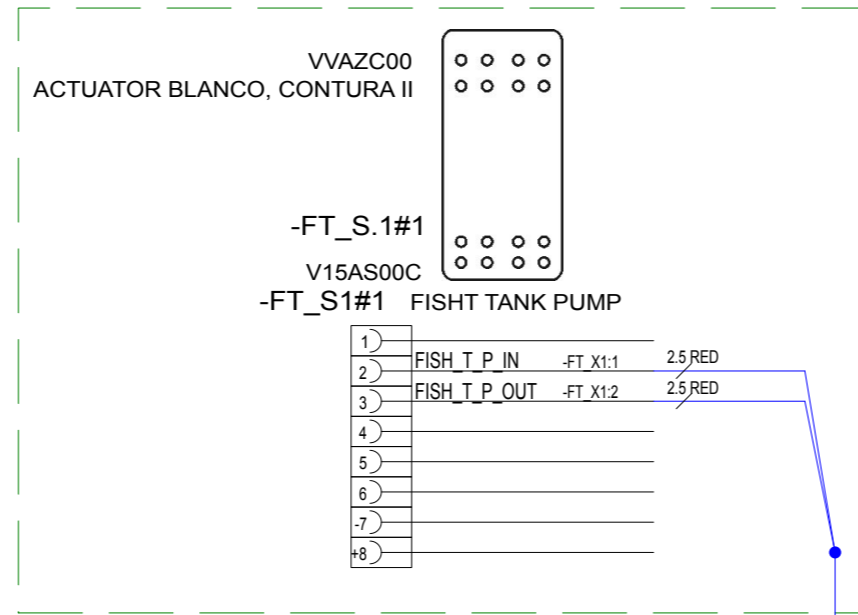 VVAZC00
ACTUATOR BLANCO, CONTURA II
-FT_S.1#1
V15AS00C
-FT_S1#1 FISHT TANK PUMP
1
2 FISH_T_P_IN -FT_X1:1 2.5 RED
3 FISH_T_P_OUT -FT_X1:2 2.5 RED
4
5
6
-7
+8